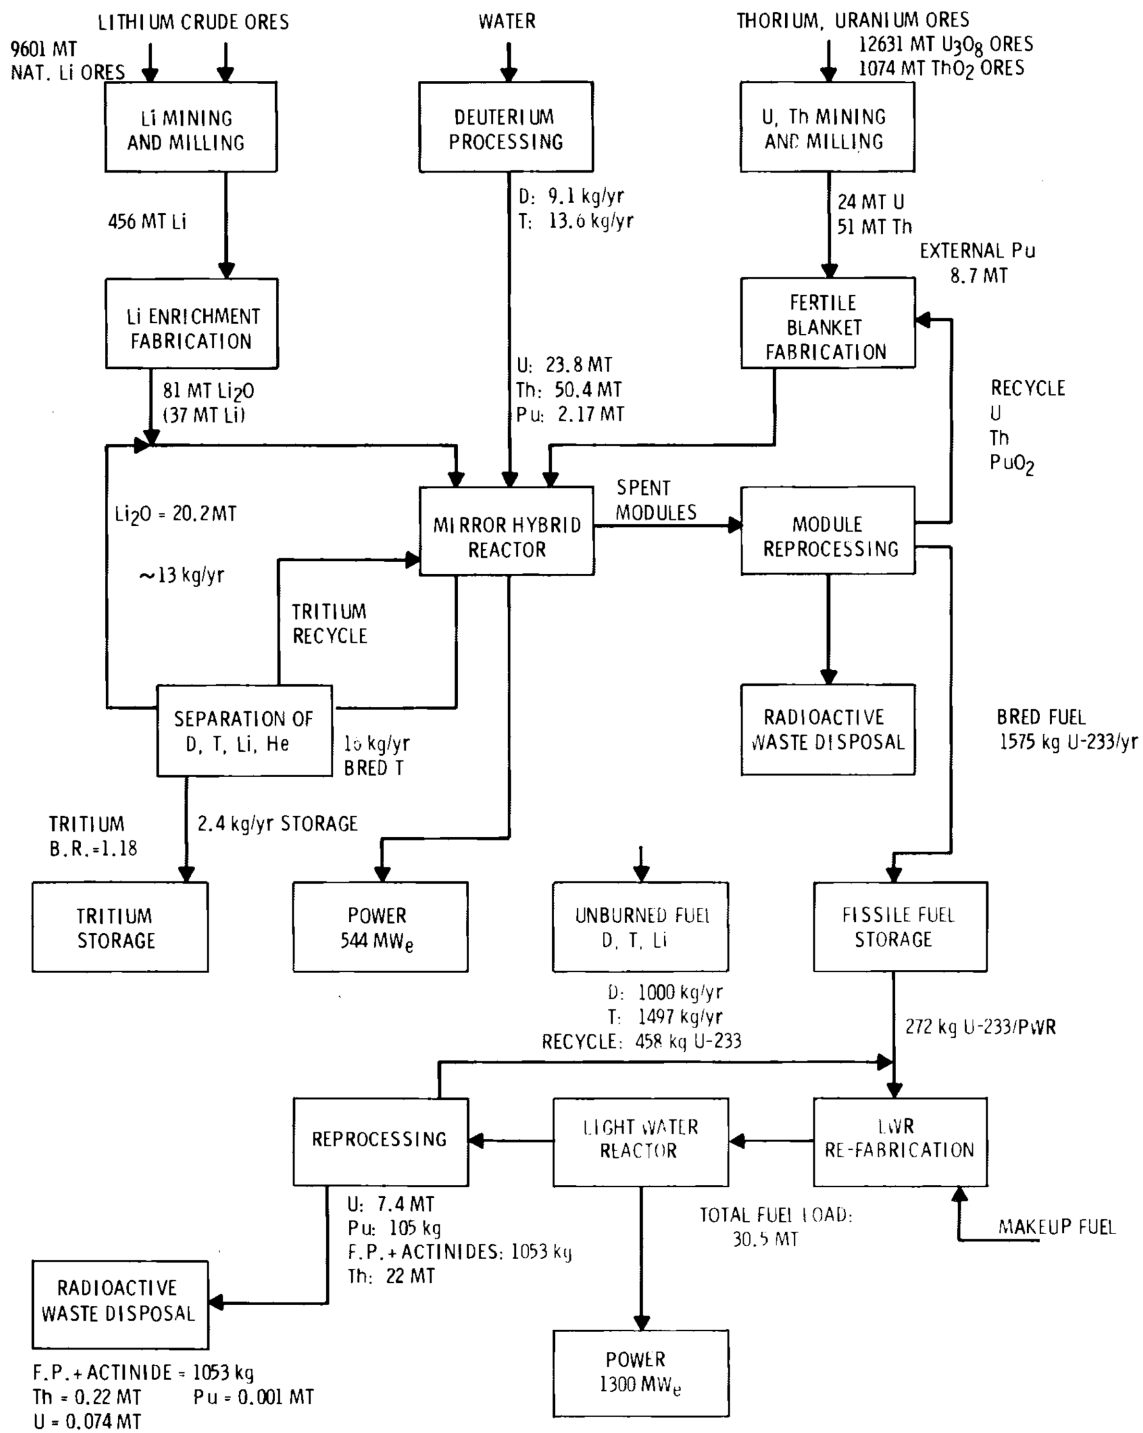 LITHIUM CRUDE ORES
9601 MT
NAT. Li ORES
WATER
THORIUM, URANIUM ORES
12631 MT U3O8 ORES
1074 MT ThO2 ORES
Li MINING
AND MILLING
DEUTERIUM
PROCESSING
U, Th MINING
AND MILLING
456 MT Li
D: 9.1 kg/yr
T: 13.6 kg/yr
24 MT U
51 MT Th
EXTERNAL Pu
8.7 MT
Li ENRICHMENT
FABRICATION
FERTILE
BLANKET
FABRICATION
81 MT Li2O
(37 MT Li)
U: 23.8 MT
Th: 50.4 MT
Pu: 2.17 MT
RECYCLE
U
Th
PuO2
Li2O = 20.2 MT
~13 kg/yr
MIRROR HYBRID
REACTOR
SPENT
MODULES
MODULE
REPROCESSING
TRITIUM
RECYCLE
SEPARATION OF
D, T, Li, He
16 kg/yr
BRED T
RADIOACTIVE
WASTE DISPOSAL
BRED FUEL
1575 kg U-233/yr
TRITIUM
B.R.=1.18
2.4 kg/yr STORAGE
TRITIUM
STORAGE
POWER
544 MWe
UNBURNED FUEL
D, T, Li
FISSILE FUEL
STORAGE
D: 1000 kg/yr
T: 1497 kg/yr
RECYCLE: 458 kg U-233
272 kg U-233/PWR
REPROCESSING
LIGHT WATER
REACTOR
LWR
RE-FABRICATION
U: 7.4 MT
Pu: 105 kg
F.P. + ACTINIDES: 1053 kg
Th: 22 MT
TOTAL FUEL LOAD:
30.5 MT
MAKEUP FUEL
RADIOACTIVE
WASTE DISPOSAL
POWER
1300 MWe
F.P. + ACTINIDE = 1053 kg
Th = 0.22 MT Pu = 0.001 MT
U = 0.074 MT